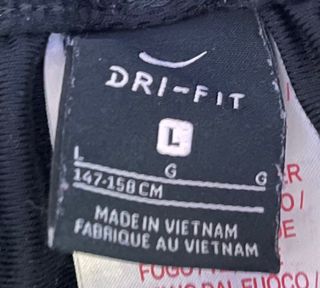 DRI-FIT
L
L G G
147-158 CM
MADE IN VIETNAM
FABRIQUÉ AU VIETNAM